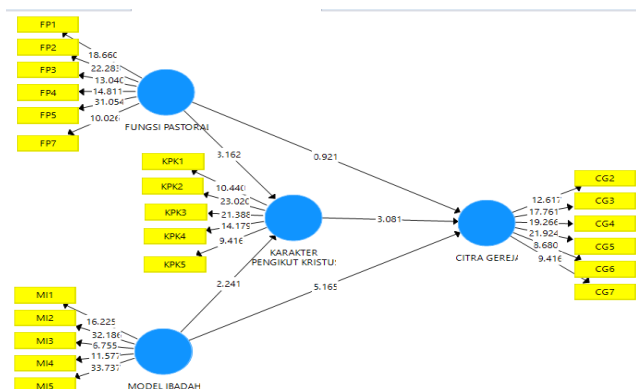 FP1
FP2
FP3
FP4
FP5
FP7
18.660
22.283
13.040
14.811
31.054
10.026
FUNGSI PASTORAL
3.162
0.921
KPK1
KPK2
KPK3
KPK4
KPK5
10.440
23.020
21.388
14.179
9.416
KARAKTER
PENGIKUT KRISTUS
3.081
CITRA GEREJA
12.617
17.761
19.266
21.924
8.680
9.416
CG2
CG3
CG4
CG5
CG6
CG7
2.241
5.165
MI1
MI2
MI3
MI4
MI5
16.225
32.186
6.755
11.577
33.737
MODEL IBADAH